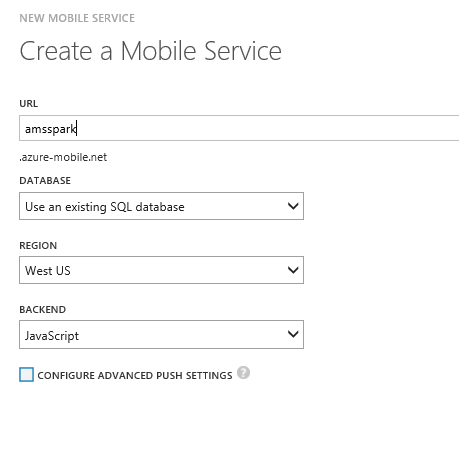 NEW MOBILE SERVICE
Create a Mobile Service
URL
amsspark
.azure-mobile.net
DATABASE
Use an existing SQL database
REGION
West US
BACKEND
JavaScript
CONFIGURE ADVANCED PUSH SETTINGS ?